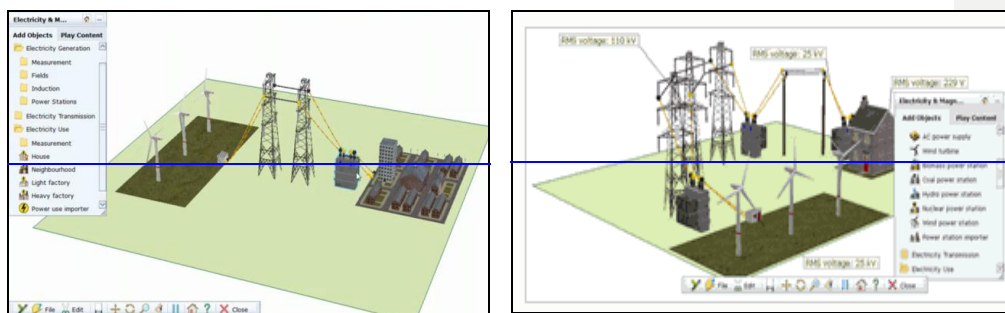 Electricity & M...
Add Objects Play Content
Electricity Generation
Measurement
Fields
Induction
Power Stations
Electricity Transmission
Electricity Use
Measurement
House
Neighbourhood
Light factory
Heavy factory
Power use importer
File Edit Close
RMS voltage: 110 kV
RMS voltage: 25 kV
RMS voltage: 229 V
Electricity & Magn...
Add Objects Play Content
AC power supply
Wind turbine
Biomass power station
Coal power station
Hydro power station
Nuclear power station
Wind power station
Power station importer
Electricity Transmission
Electricity Use
RMS voltage: 25 kV
File Edit Close